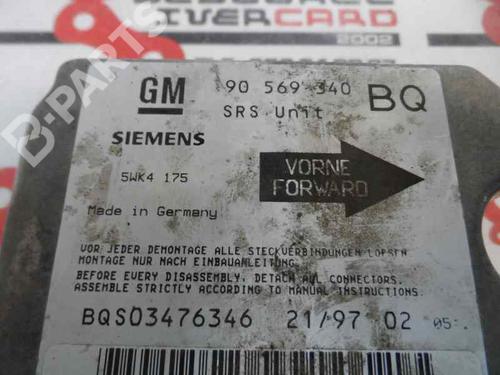 RIVERCARD
2002
B-PARTS
GM
90 569 340
BQ
SRS Unit
SIEMENS
VORNE
FORWARD
5WK4 175
Made in Germany
VOR JEDER DEMONTAGE ALLE STECKVERBINDUNGEN LOESEN
MONTAGE NUR NACH EINBAUANLEITUNG.
BEFORE EVERY DISASSEMBLY, DETACH ALL CONNECTORS.
ASSEMBLE STRICTLY ACCORDING TO MANUAL INSTRUCTIONS.
BQS03476346 21/97 02 05